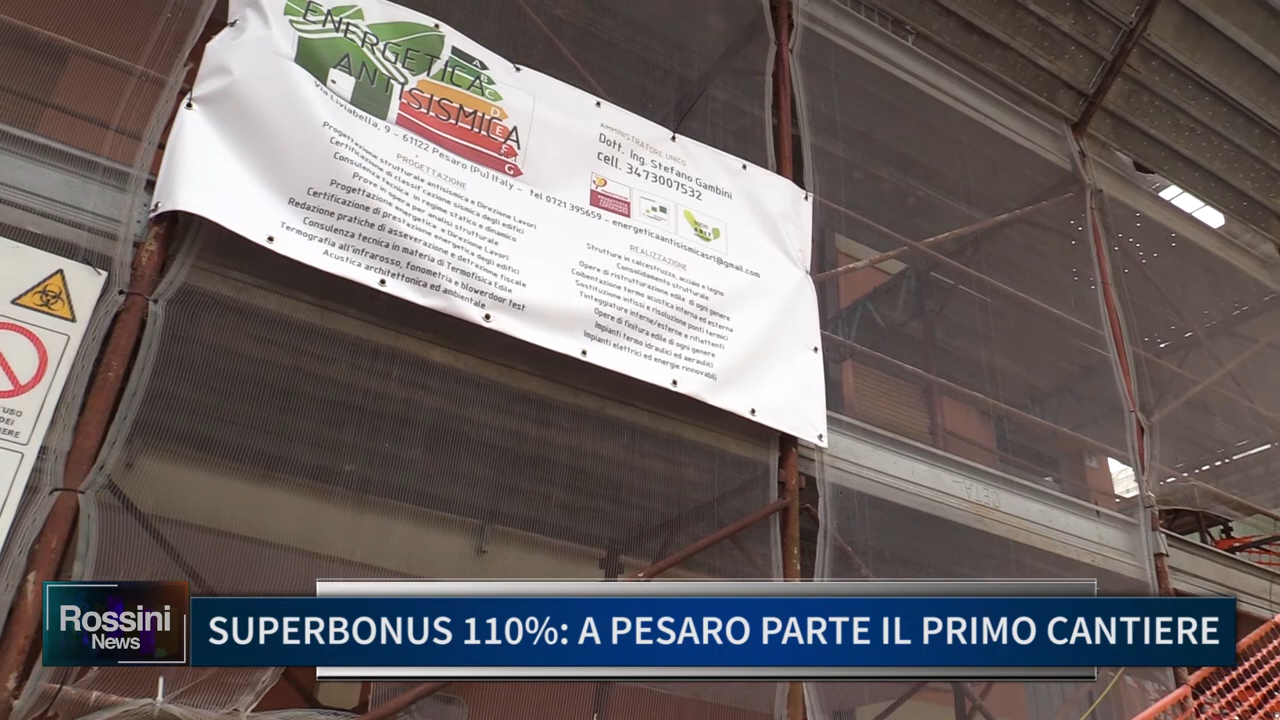 ENERGETICA
ANTISISMICA
A
B
C
D
E
F
G
Via Liviabella, 9 - 61122 Pesaro (Pu) Italy - tel 0721 395659 - energeticaantisismicasrl@gmail.com
PROGETTAZIONE
Progettazione strutturale antisismica e Direzione Lavori
Certificazione di classificazione sismica degli edifici
Consulenza tecnica in regime statico e dinamico
Prove in opera per analisi strutturale
Progettazione energetica e Direzione Lavori
Certificazione di prestazione energetica degli edifici
Redazione pratiche di asseverazione e detrazione fiscale
Consulenza tecnica in materia di Termofisica Edile
Termografia all'infrarosso, fonometria e blowerdoor test
Acustica architettonica ed ambientale
AMMINISTRATORE UNICO
Dott. Ing. Stefano Gambini
Cell. 3473007532
REALIZZAZIONE
Strutture in calcestruzzo, acciaio e legno
Consolidamento strutturale
Opere di ristrutturazione edile di ogni genere
Coibentazione termo acustica interna ed esterna
Sostituzione infissi e risoluzione ponti termici
Tinteggiature interne/esterne e riflettenti
Opere di finitura edile di ogni genere
Impianti termo idraulici ed aeraulici
Impianti elettrici ed energie rinnovabili
USO
DEI
IERE
Rossini
News
SUPERBONUS 110%: A PESARO PARTE IL PRIMO CANTIERE